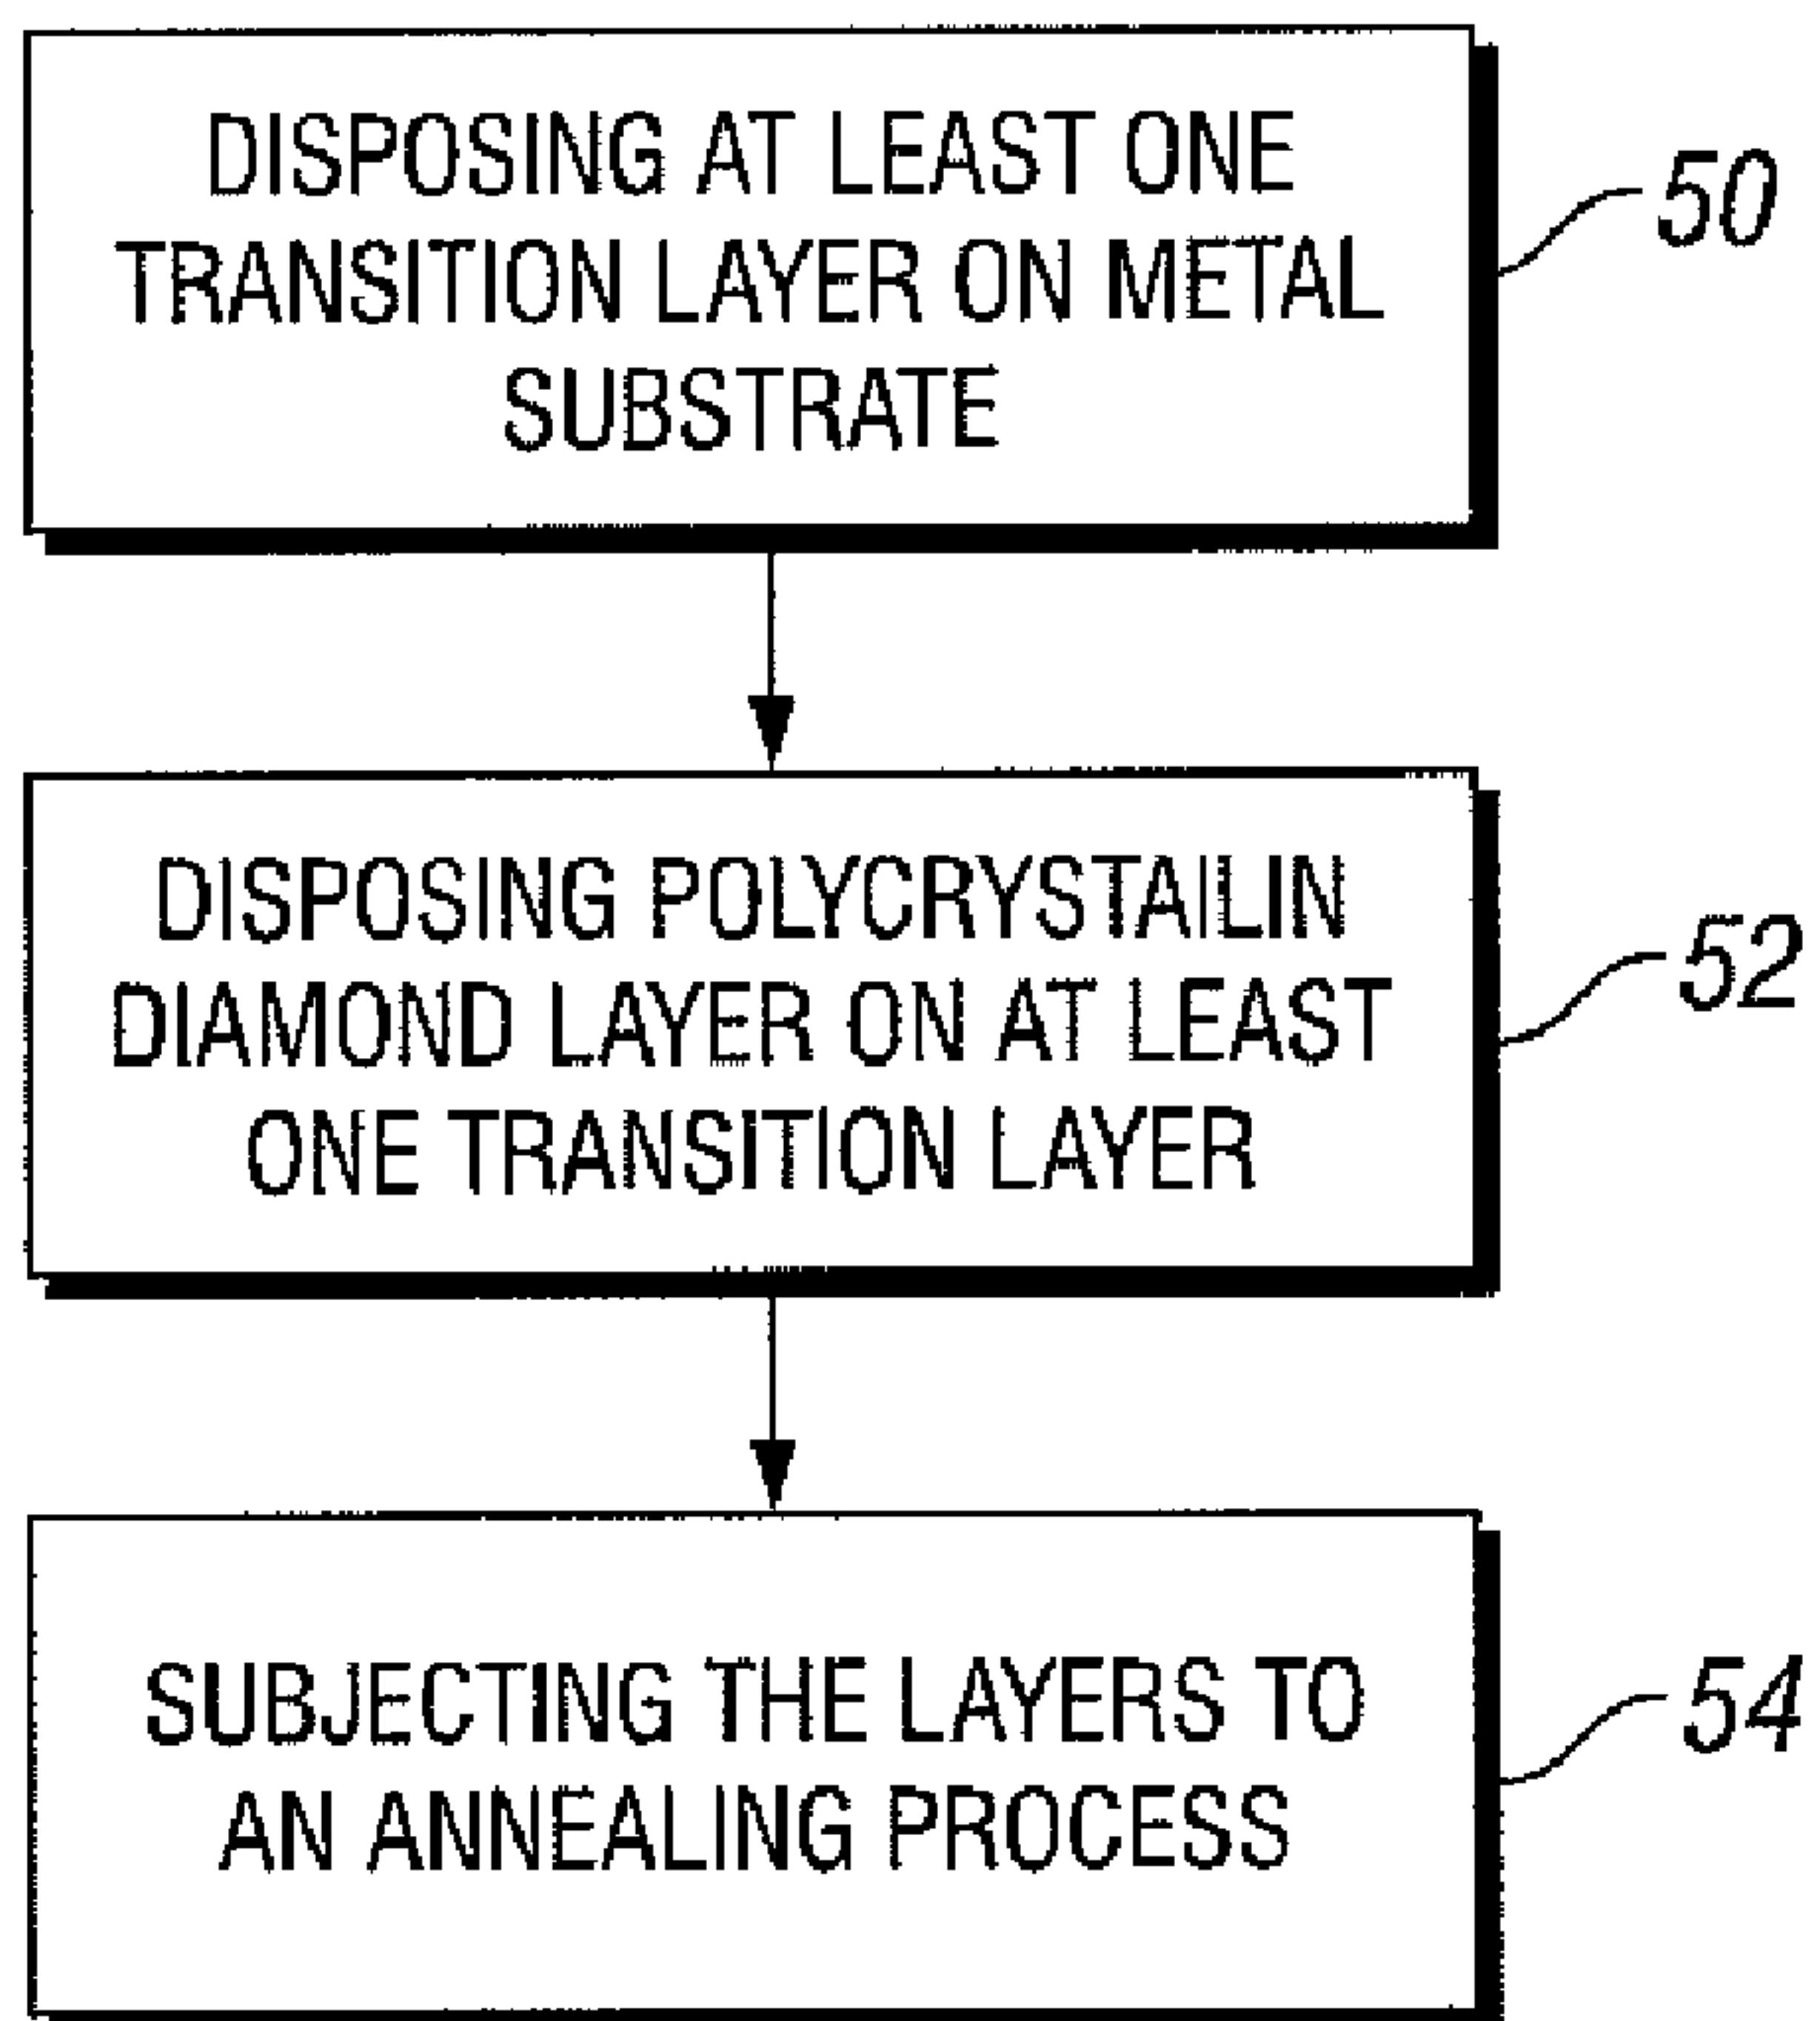 DISPOSING AT LEAST ONE
TRANSITION LAYER ON METAL
SUBSTRATE
50
DISPOSING POLYCRYSTAILIN
DIAMOND LAYER ON AT LEAST
ONE TRANSITION LAYER
52
SUBJECTING THE LAYERS TO
AN ANNEALING PROCESS
54